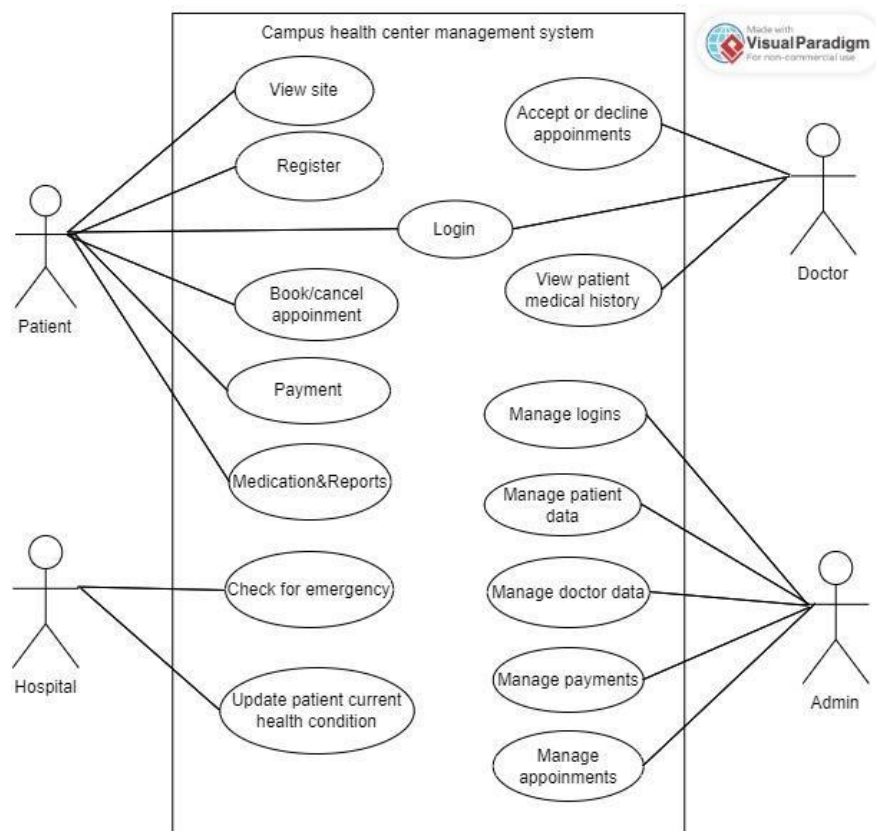 Campus health center management system
Made with
VisualParadigm
For non-commercial use
View site
Accept or decline
appoinments
Register
Login
Patient
Doctor
View patient
medical history
Book/cancel
appoinment
Payment
Manage logins
Medication&Reports
Manage patient
data
Check for emergency
Manage doctor data
Hospital
Update patient current
health condition
Manage payments
Admin
Manage
appoinments